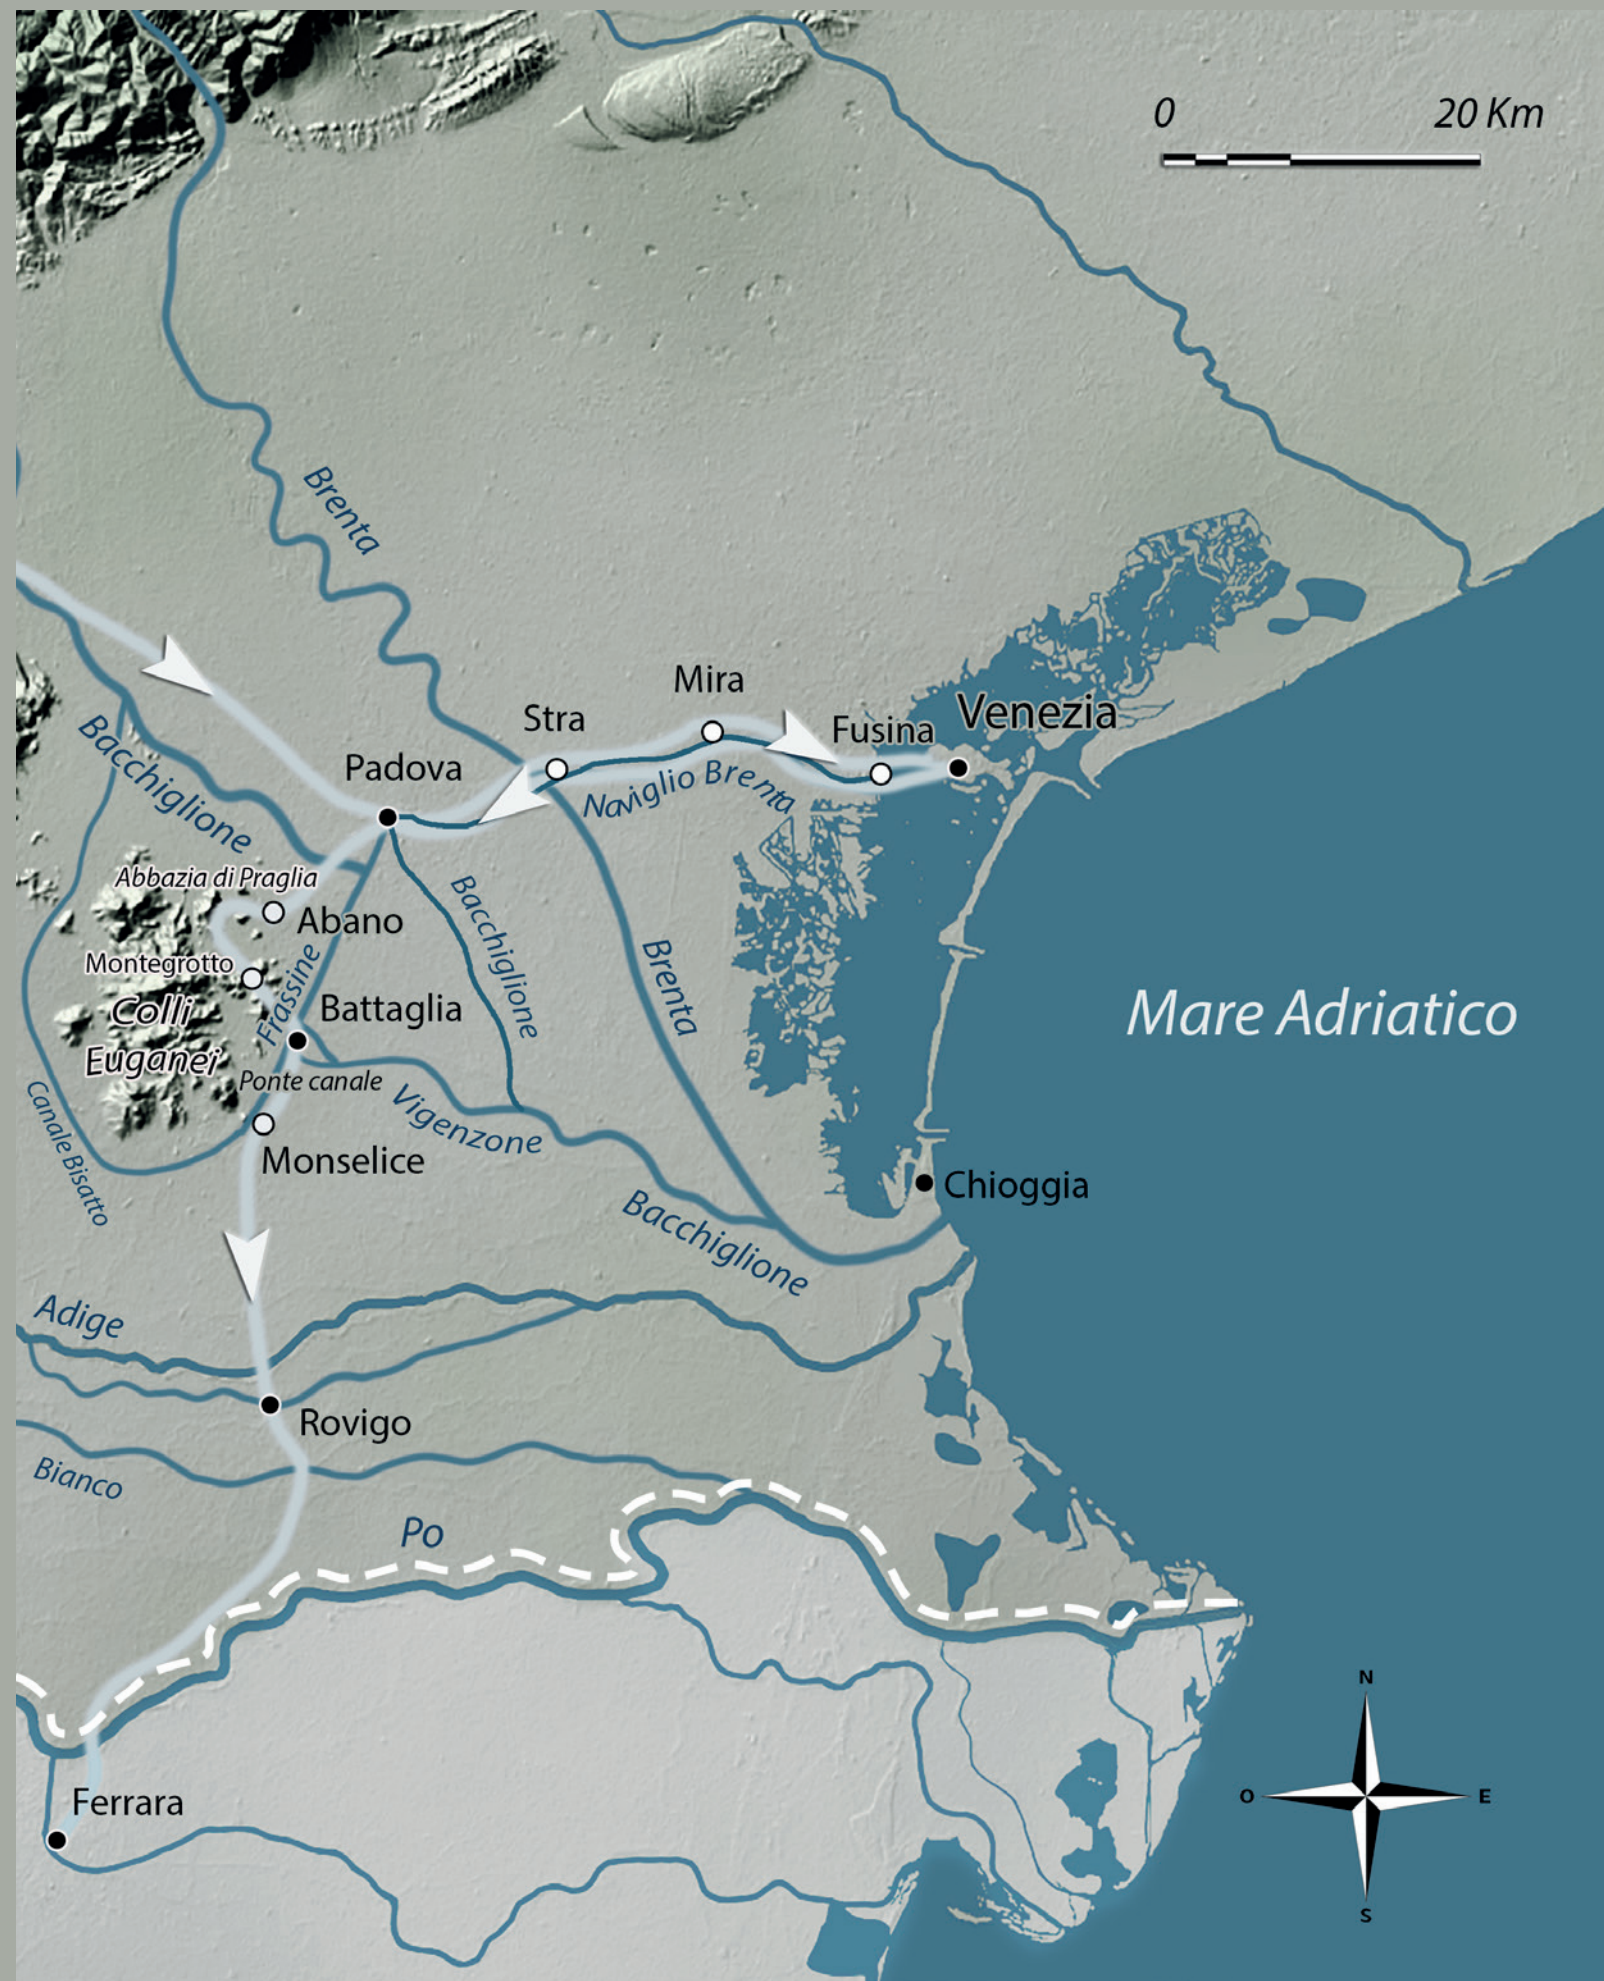 0
20 Km
Brenta
Mira
Stra
Fusina
Venezia
Bacchiglione
Padova
Naviglio Brenta
Abbazia di Praglia
Abano
Bacchiglione
Montegrotto
Frassine
Brenta
Colli
Euganei
Battaglia
Mare Adriatico
Ponte canale
Canale Bisatto
Vigenzone
Monselice
Chioggia
Bacchiglione
Adige
Rovigo
Bianco
Po
Ferrara
N
O
E
S